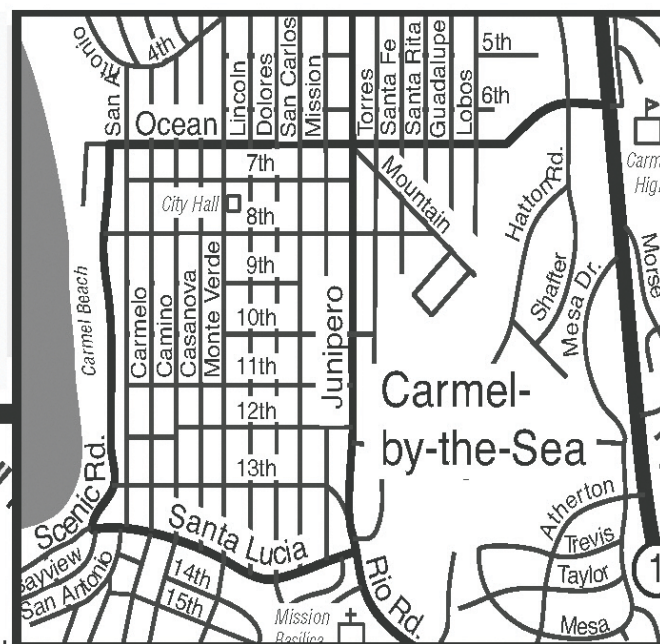 San Antonio
4th
Lincoln
Dolores
San Carlos
Mission
Torres
Santa Fe
Santa Rita
Guadalupe
Lobos
5th
6th
Ocean
7th
Mountain
Hatton Rd.
Carm
High
City Hall
8th
Carmel Beach
Carmelo
Camino
Casanova
Monte Verde
9th
10th
11th
12th
13th
Junipero
Shafter
Mesa Dr.
Morse
Carmel-
by-the-Sea
Scenic Rd.
Santa Lucia
Atherton
Trevis
Taylor
Mesa
1
Bayview
San Antonio
14th
15th
Rio Rd.
Mission
Basilica